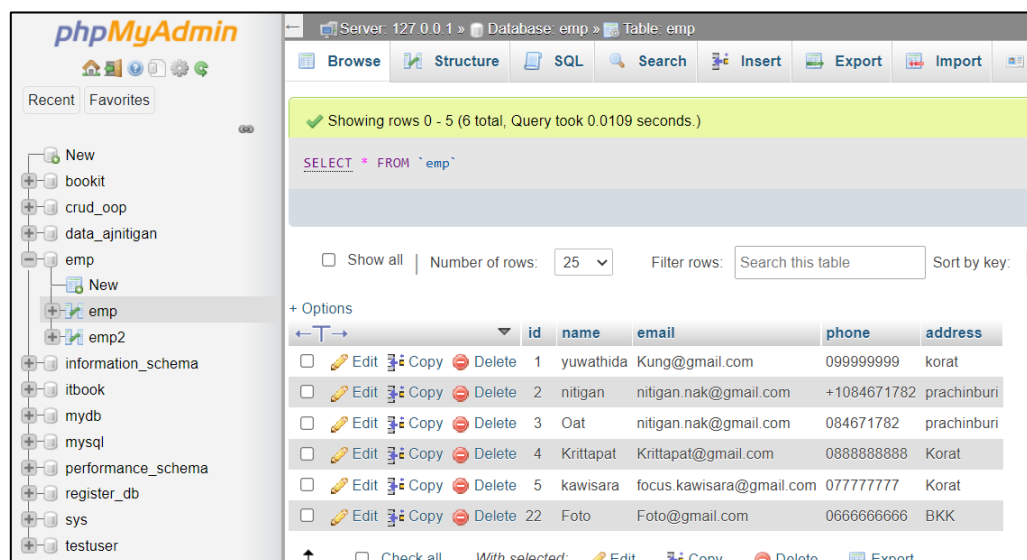 phpMyAdmin
Recent Favorites
New
bookit
crud_oop
data_ajnitigan
emp
New
emp
emp2
information_schema
itbook
mydb
mysql
performance_schema
register_db
sys
testuser
Server: 127.0.0.1 » Database: emp » Table: emp
Browse Structure SQL Search Insert Export Import
Showing rows 0 - 5 (6 total, Query took 0.0109 seconds.)
SELECT * FROM `emp`
Show all | Number of rows: 25 Filter rows: Search this table Sort by key:
+ Options
←T→ id name email phone address
Edit Copy Delete 1 yuwathida Kung@gmail.com 099999999 korat
Edit Copy Delete 2 nitigan nitigan.nak@gmail.com +1084671782 prachinburi
Edit Copy Delete 3 Oat nitigan.nak@gmail.com 084671782 prachinburi
Edit Copy Delete 4 Krittapat Krittapat@gmail.com 0888888888 Korat
Edit Copy Delete 5 kawisara focus.kawisara@gmail.com 077777777 Korat
Edit Copy Delete 22 Foto Foto@gmail.com 0666666666 BKK
Check all With selected: Edit Copy Delete Export